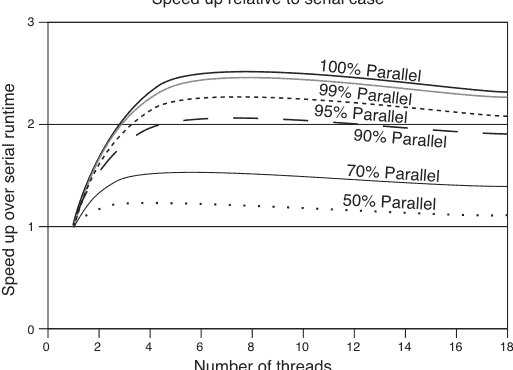 Speed up relative to serial case
3
2
1
0
Speed up over serial runtime
100% Parallel
99% Parallel
95% Parallel
90% Parallel
70% Parallel
50% Parallel
0 2 4 6 8 10 12 14 16 18
Number of threads